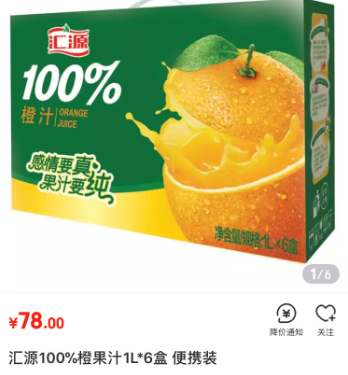 汇源
100%
橙汁 ORANGE
JUICE
感情要真
果汁要纯
净含量/规格:1L×6盒
1/6
¥78.00
降价通知 关注
汇源100%橙果汁1L*6盒 便携装